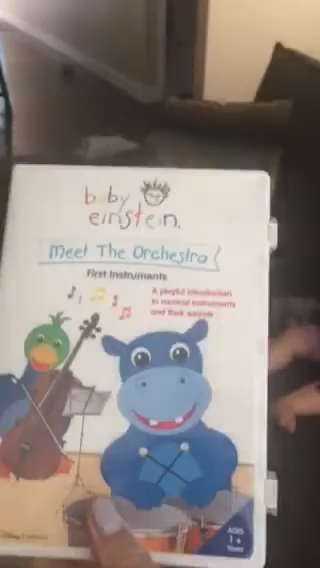 baby
einstein.
Meet The Orchestra
First Instruments
A playful introduction
to musical instruments
and their sounds
AGES
1+
Years